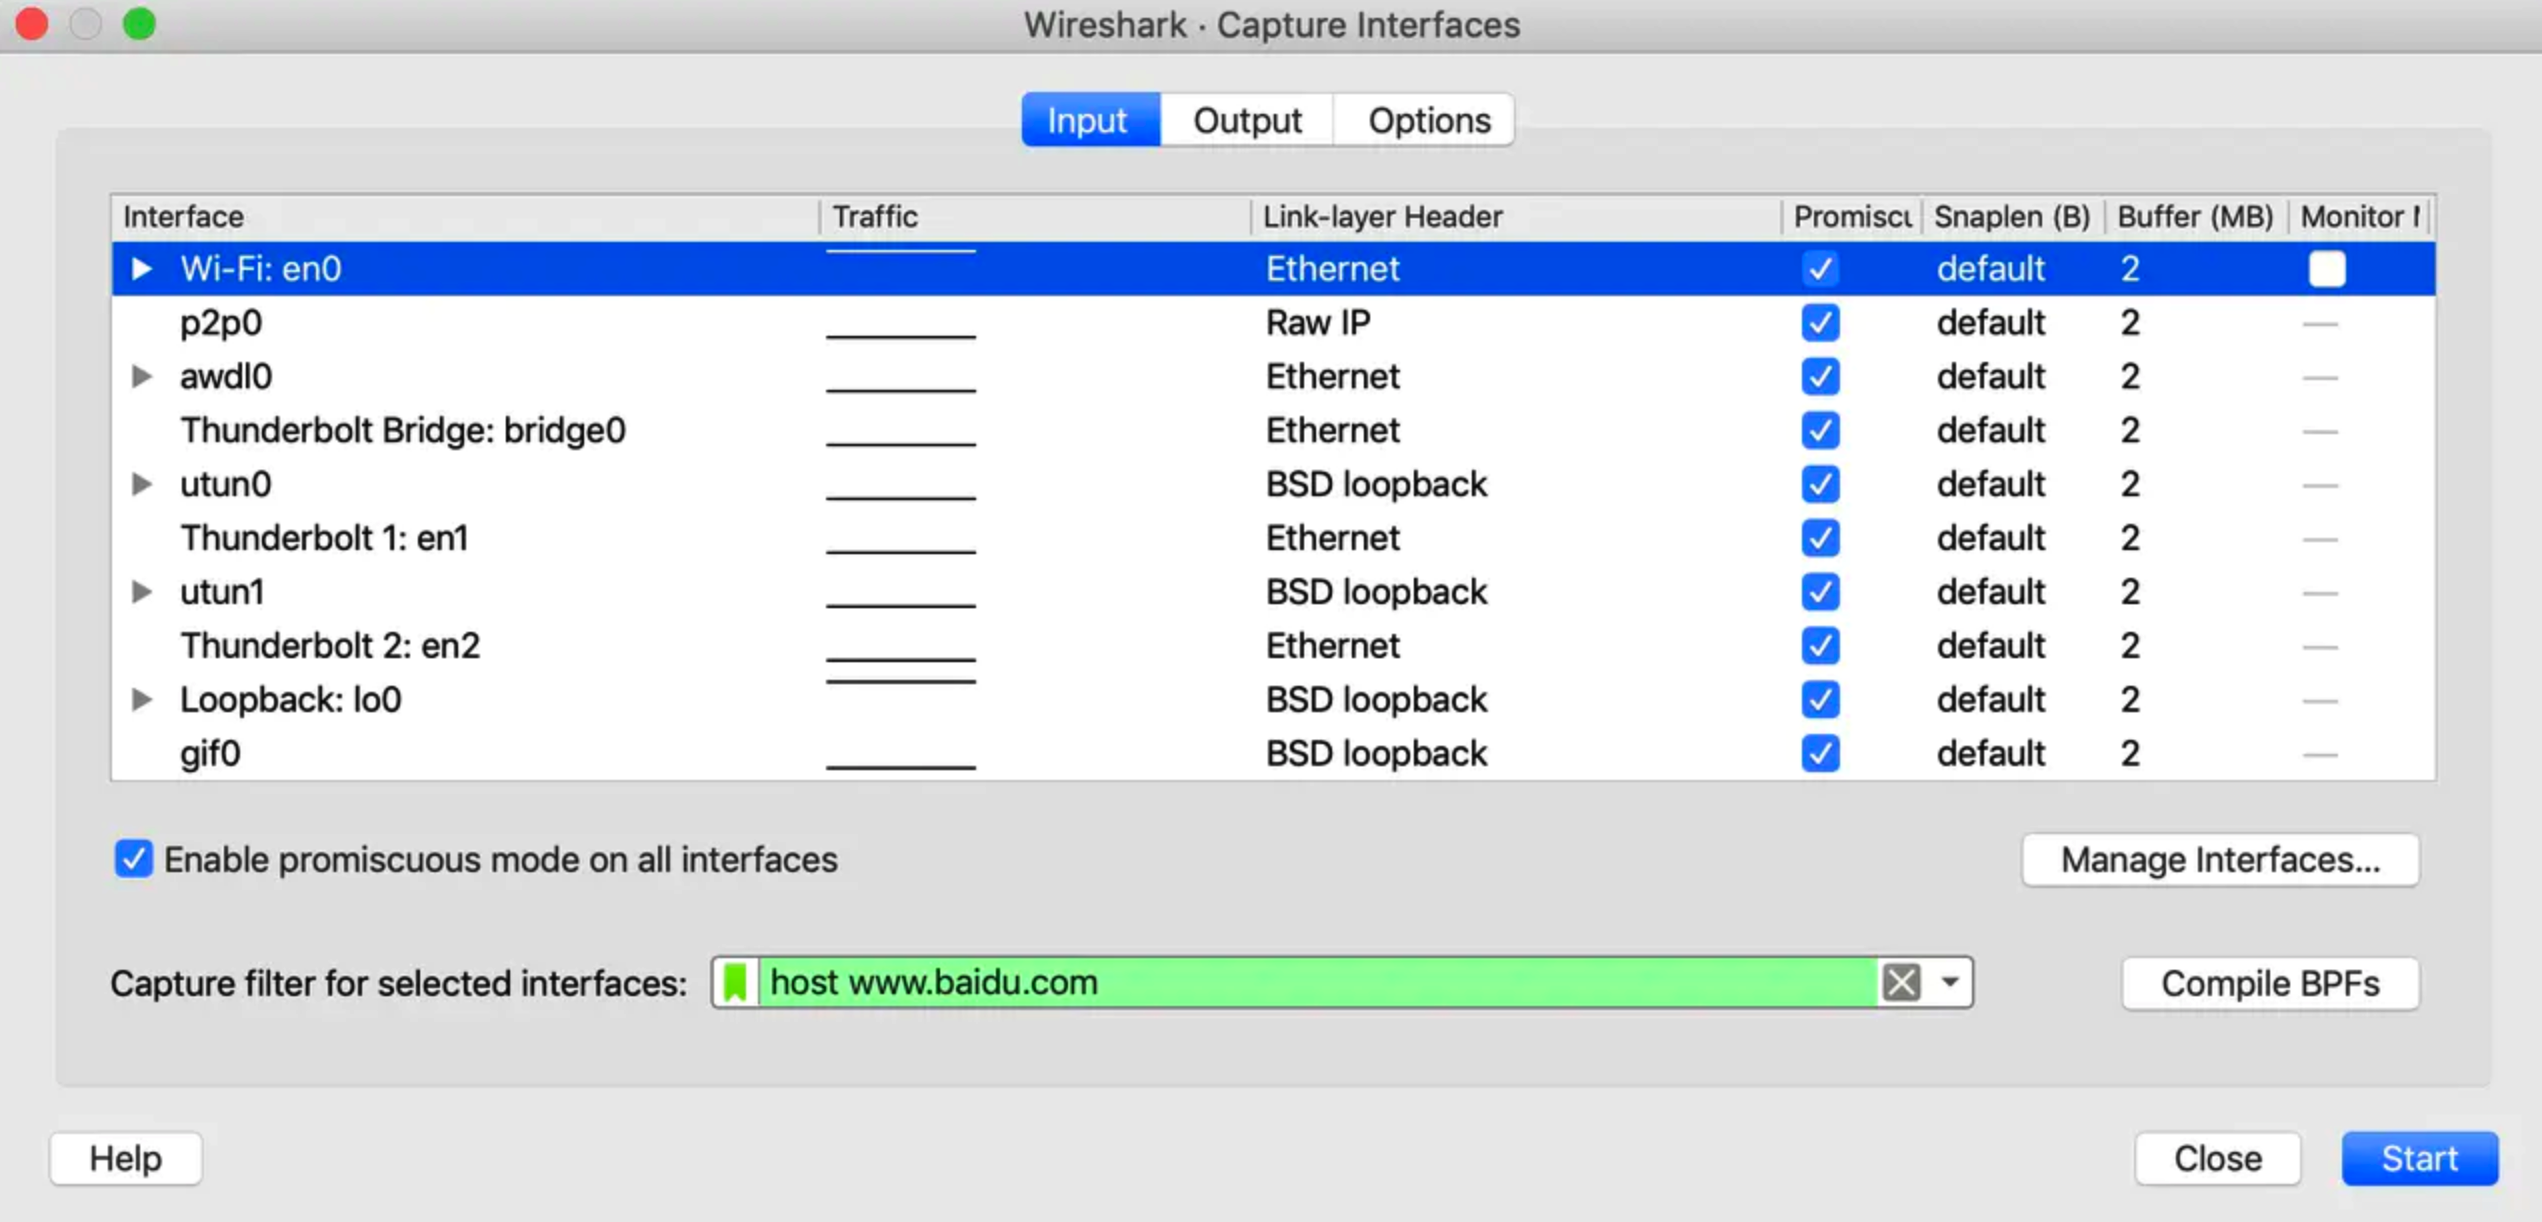 Wireshark · Capture Interfaces
Input Output Options
Interface Traffic Link-layer Header Promiscu Snaplen (B) Buffer (MB) Monitor
Wi-Fi: en0 Ethernet default 2
p2p0 Raw IP default 2 —
awdl0 Ethernet default 2 —
Thunderbolt Bridge: bridge0 Ethernet default 2 —
utun0 BSD loopback default 2 —
Thunderbolt 1: en1 Ethernet default 2 —
utun1 BSD loopback default 2 —
Thunderbolt 2: en2 Ethernet default 2 —
Loopback: lo0 BSD loopback default 2 —
gif0 BSD loopback default 2 —
Enable promiscuous mode on all interfaces Manage Interfaces...
Capture filter for selected interfaces: host www.baidu.com Compile BPFs
Help Close Start